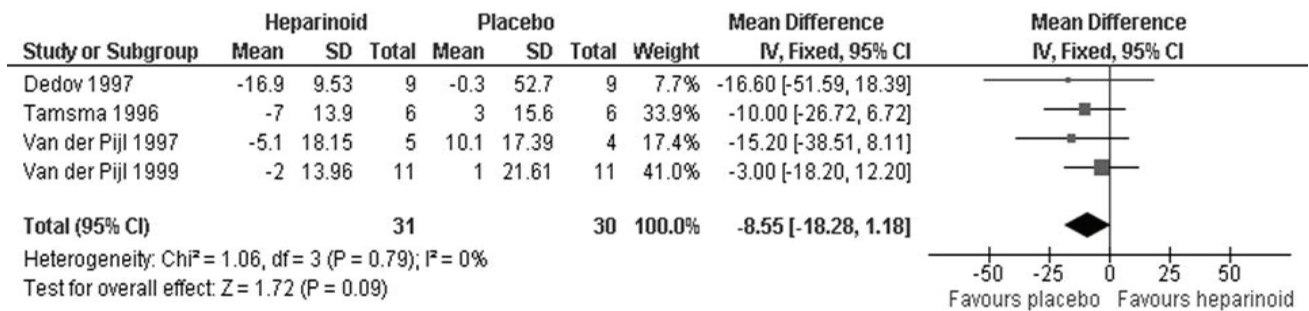 Heparinoid Placebo Mean Difference Mean Difference
Study or Subgroup Mean SD Total Mean SD Total Weight IV, Fixed, 95% CI IV, Fixed, 95% CI
Dedov 1997 -16.9 9.53 9 -0.3 52.7 9 7.7% -16.60 [-51.59, 18.39]
Tamsma 1996 -7 13.9 6 3 15.6 6 33.9% -10.00 [-26.72, 6.72]
Van der Pijl 1997 -5.1 18.15 5 10.1 17.39 4 17.4% -15.20 [-38.51, 8.11]
Van der Pijl 1999 -2 13.96 11 1 21.61 11 41.0% -3.00 [-18.20, 12.20]
Total (95% CI) 31 30 100.0% -8.55 [-18.28, 1.18]
Heterogeneity: Chi² = 1.06, df = 3 (P = 0.79); I² = 0%
Test for overall effect: Z = 1.72 (P = 0.09)
-50 -25 0 25 50
Favours placebo Favours heparinoid